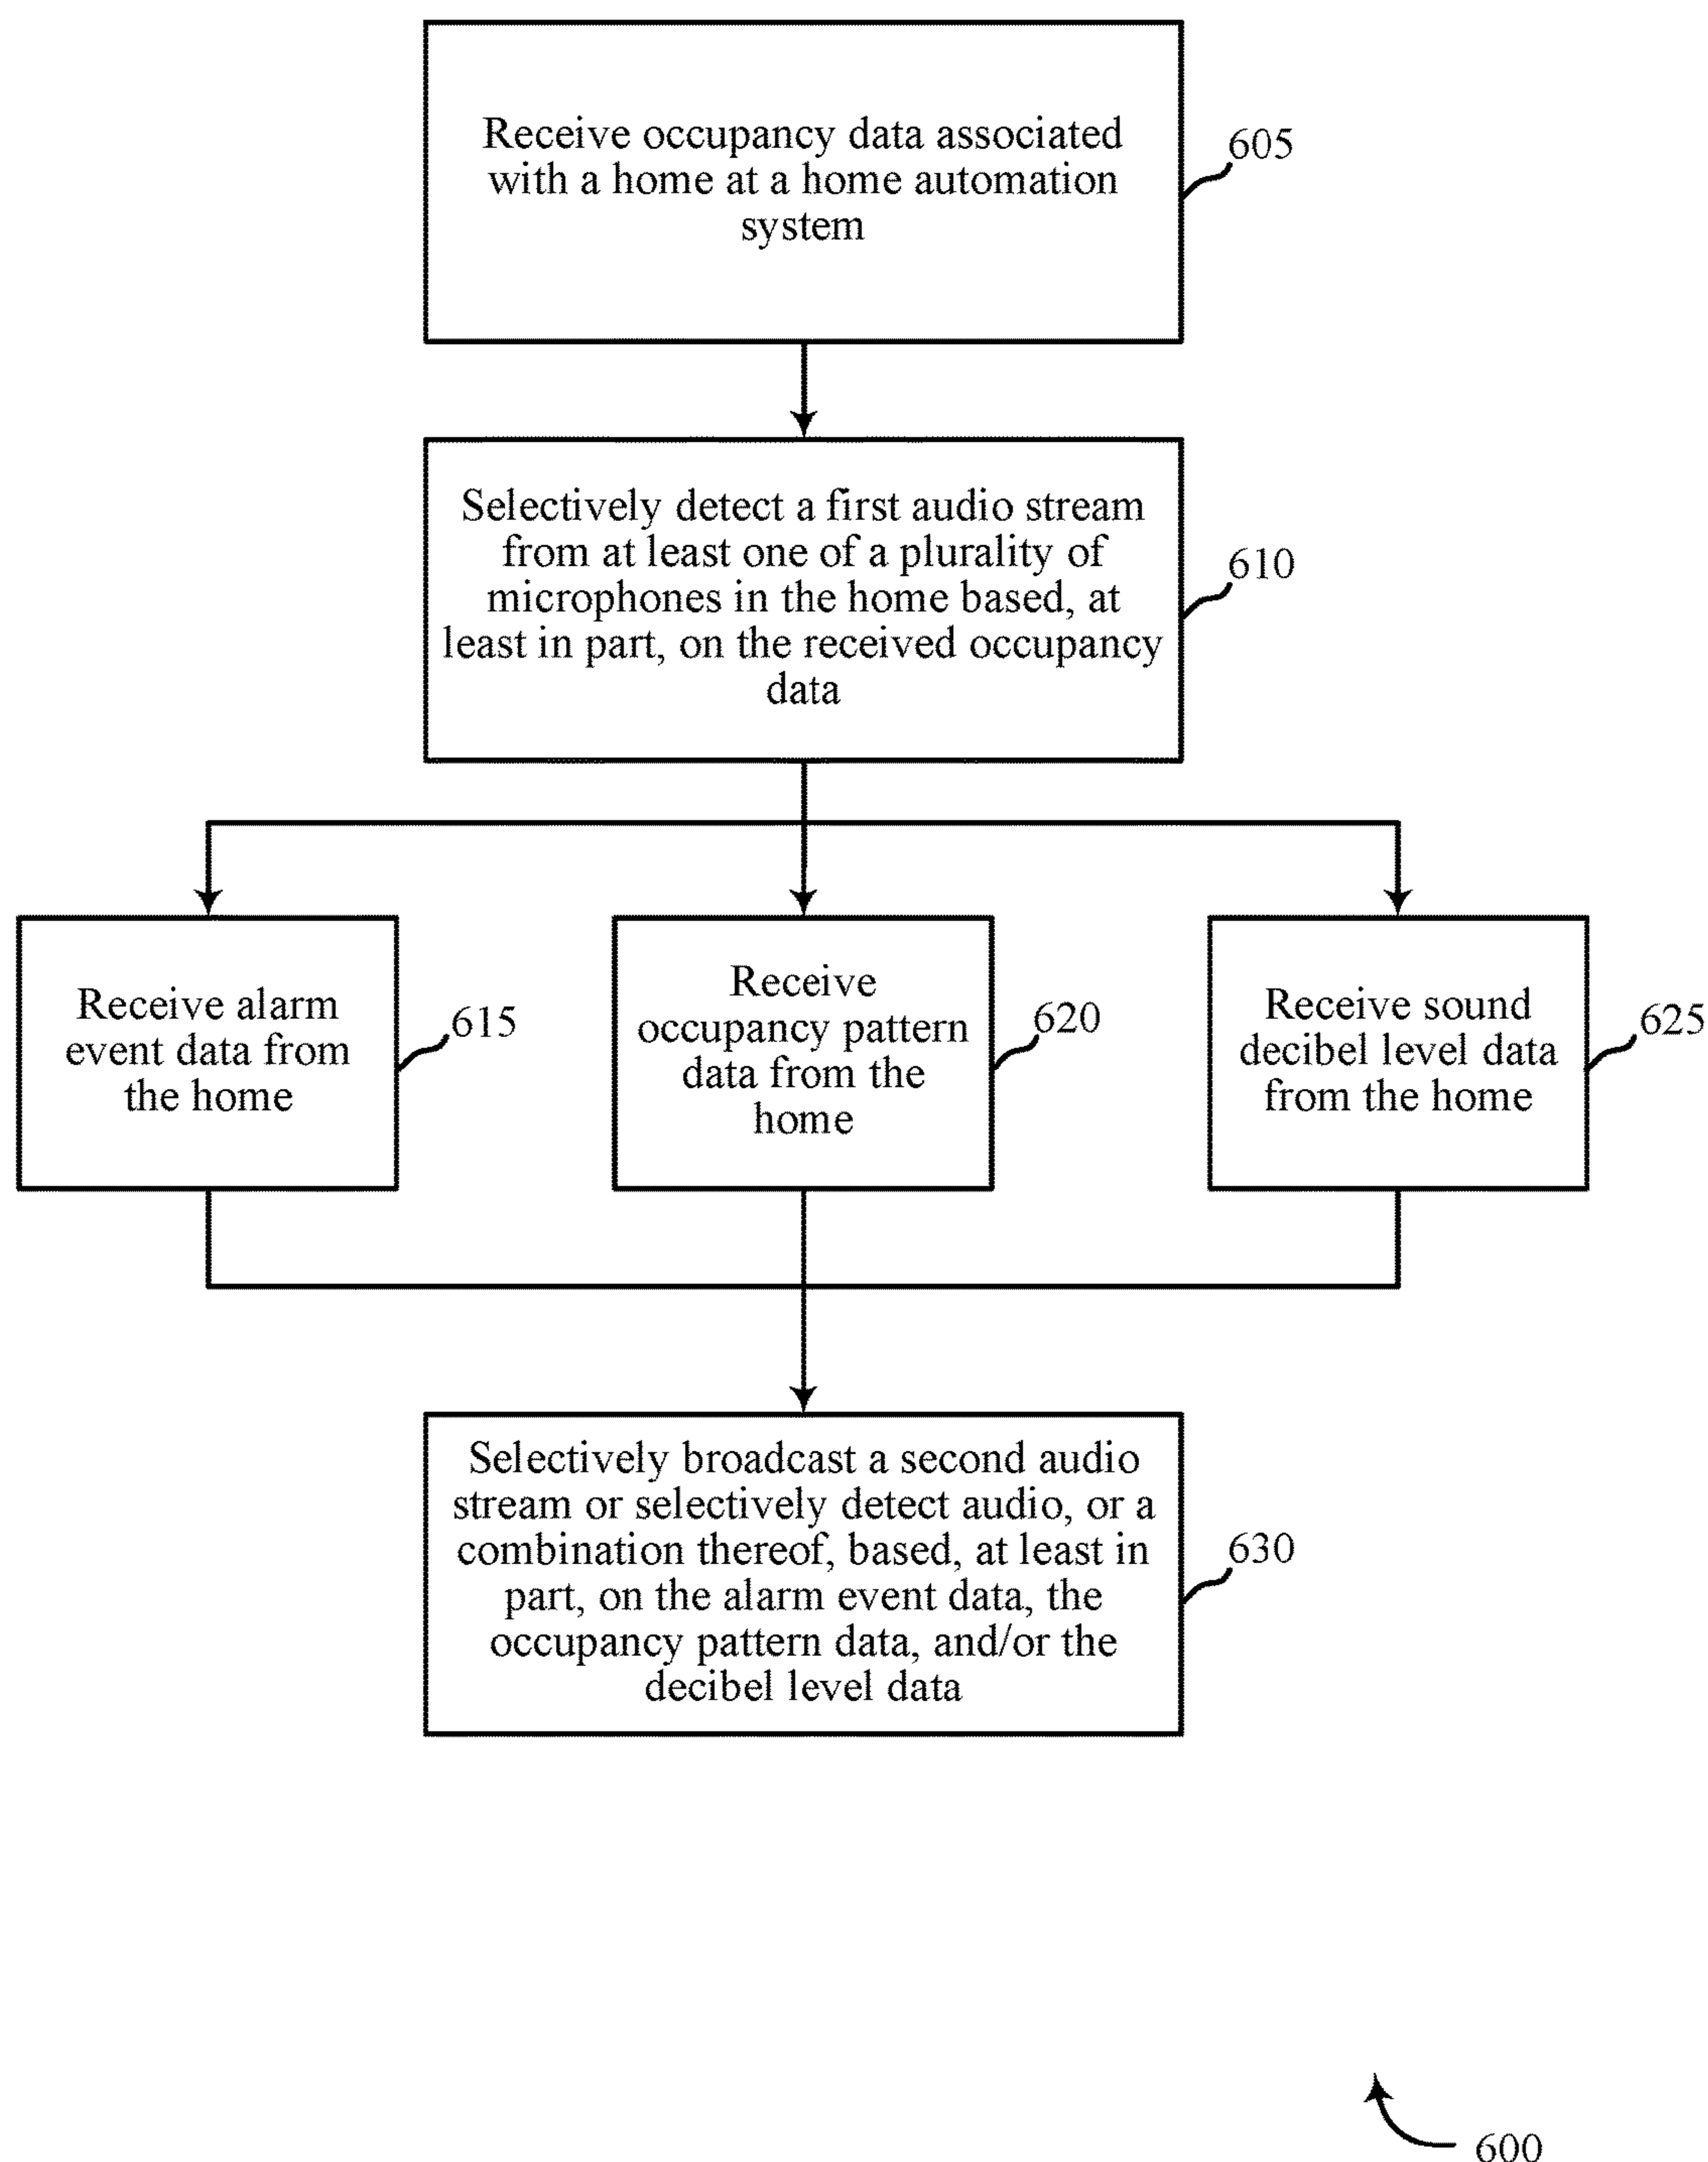 Receive occupancy data associated
with a home at a home automation
system
605
Selectively detect a first audio stream
from at least one of a plurality of
microphones in the home based, at
least in part, on the received occupancy
data
610
Receive alarm
event data from
the home
615
Receive
occupancy pattern
data from the
home
620
Receive sound
decibel level data
from the home
625
Selectively broadcast a second audio
stream or selectively detect audio, or a
combination thereof, based, at least in
part, on the alarm event data, the
occupancy pattern data, and/or the
decibel level data
630
600